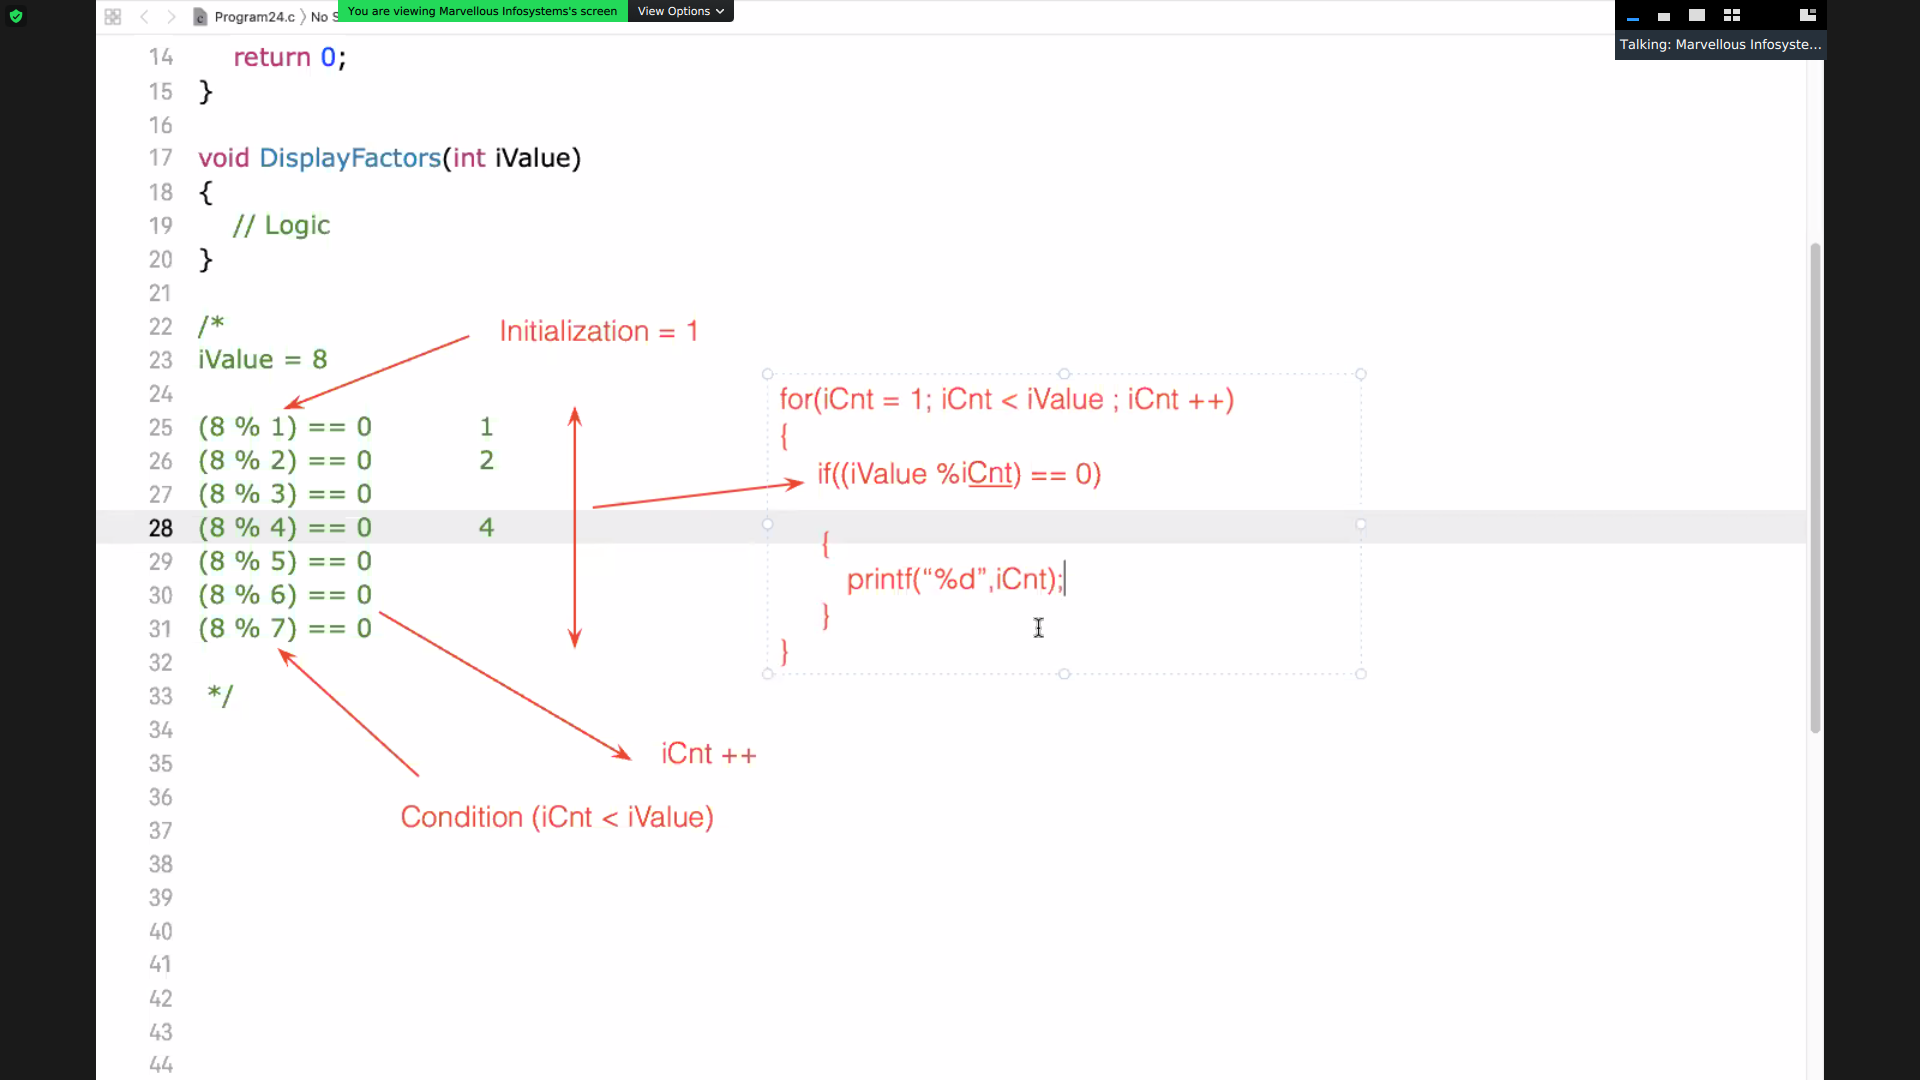 Program24.c 〉No S
You are viewing Marvellous Infosystems's screen
View Options
Talking: Marvellous Infosyste...
14 return 0;
15 }
16
17 void DisplayFactors(int iValue)
18 {
19 // Logic
20 }
21
22 /*
Initialization = 1
23 iValue = 8
24
for(iCnt = 1; iCnt < iValue ; iCnt ++)
25 (8 % 1) == 0 1
{
26 (8 % 2) == 0 2
if((iValue %iCnt) == 0)
27 (8 % 3) == 0
28 (8 % 4) == 0 4
{
29 (8 % 5) == 0
printf(“%d”,iCnt);
30 (8 % 6) == 0
}
31 (8 % 7) == 0
}
32
33 */
34
iCnt ++
35
36
Condition (iCnt < iValue)
37
38
39
40
41
42
43
44